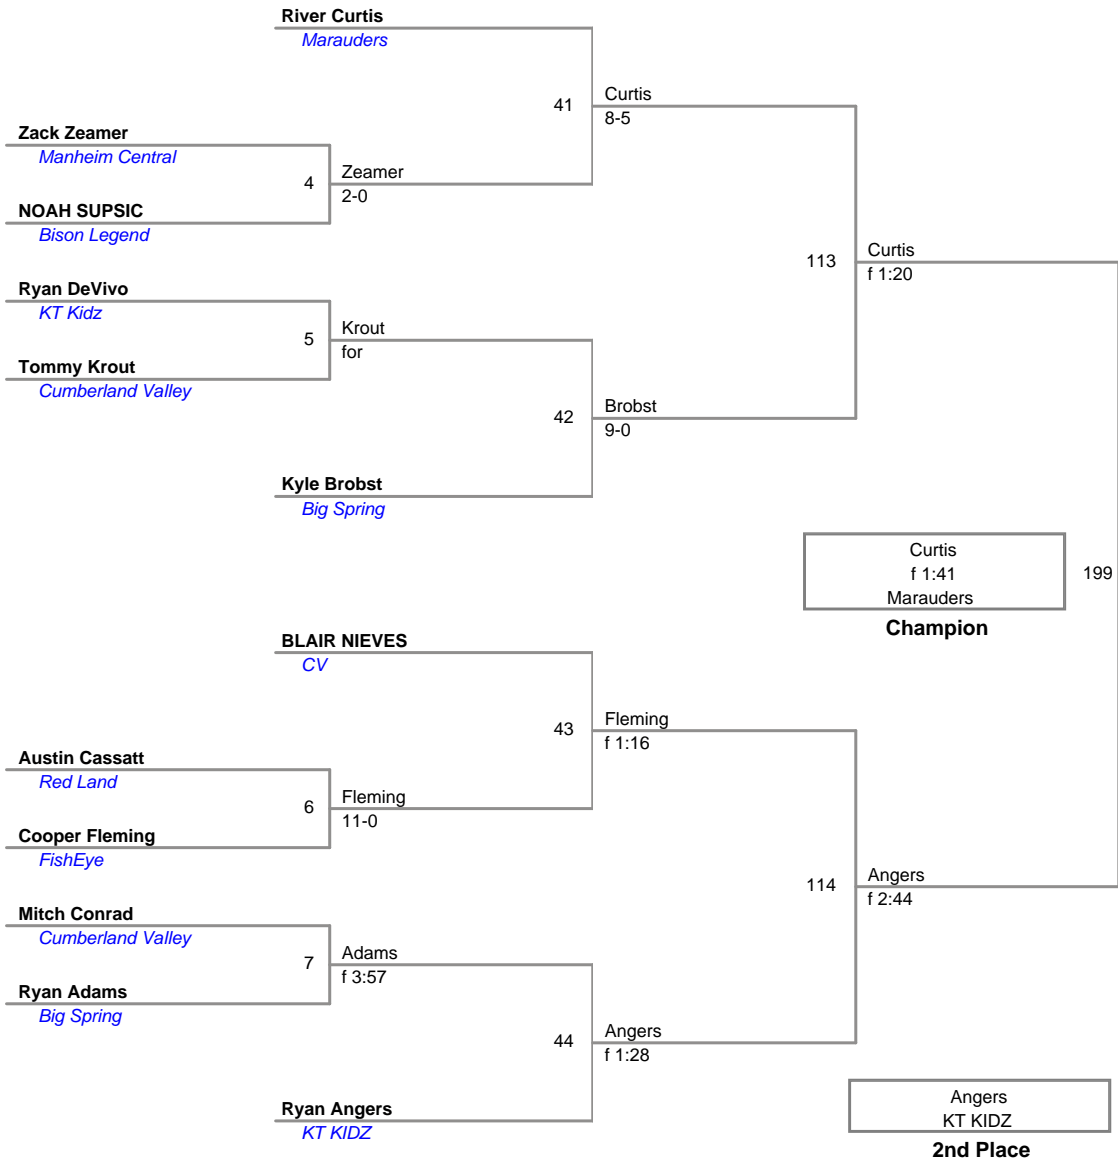 River Curtis
Marauders
41
Curtis
8-5
Zack Zeamer
Manheim Central
4
Zeamer
2-0
NOAH SUPSIC
Bison Legend
113
Curtis
f 1:20
Ryan DeVivo
KT Kidz
5
Krout
for
Tommy Krout
Cumberland Valley
42
Brobst
9-0
Kyle Brobst
Big Spring
Curtis
f 1:41
Marauders
199
Champion
BLAIR NIEVES
CV
43
Fleming
f 1:16
Austin Cassatt
Red Land
6
Fleming
11-0
Cooper Fleming
FishEye
114
Angers
f 2:44
Mitch Conrad
Cumberland Valley
7
Adams
f 3:57
Ryan Adams
Big Spring
44
Angers
f 1:28
Ryan Angers
KT KIDZ
Angers
KT KIDZ
2nd Place